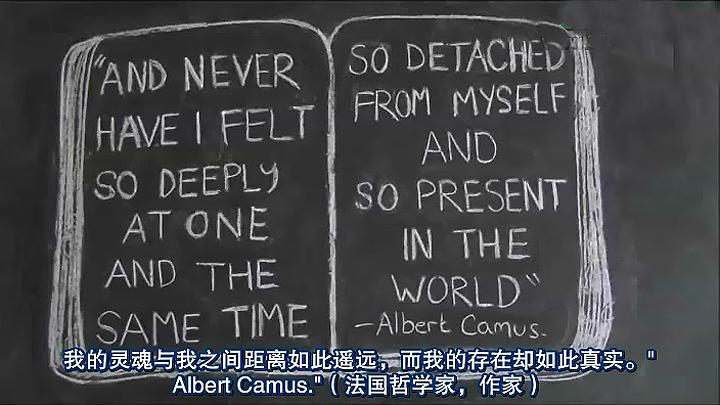 "AND NEVER
HAVE I FELT
SO DEEPLY
AT ONE
AND THE
SAME TIME
SO DETACHED
FROM MYSELF
AND
SO PRESENT
IN THE
WORLD"
-Albert Camus.
我的灵魂与我之间距离如此遥远，而我的存在却如此真实。"
Albert Camus."（法国哲学家，作家）